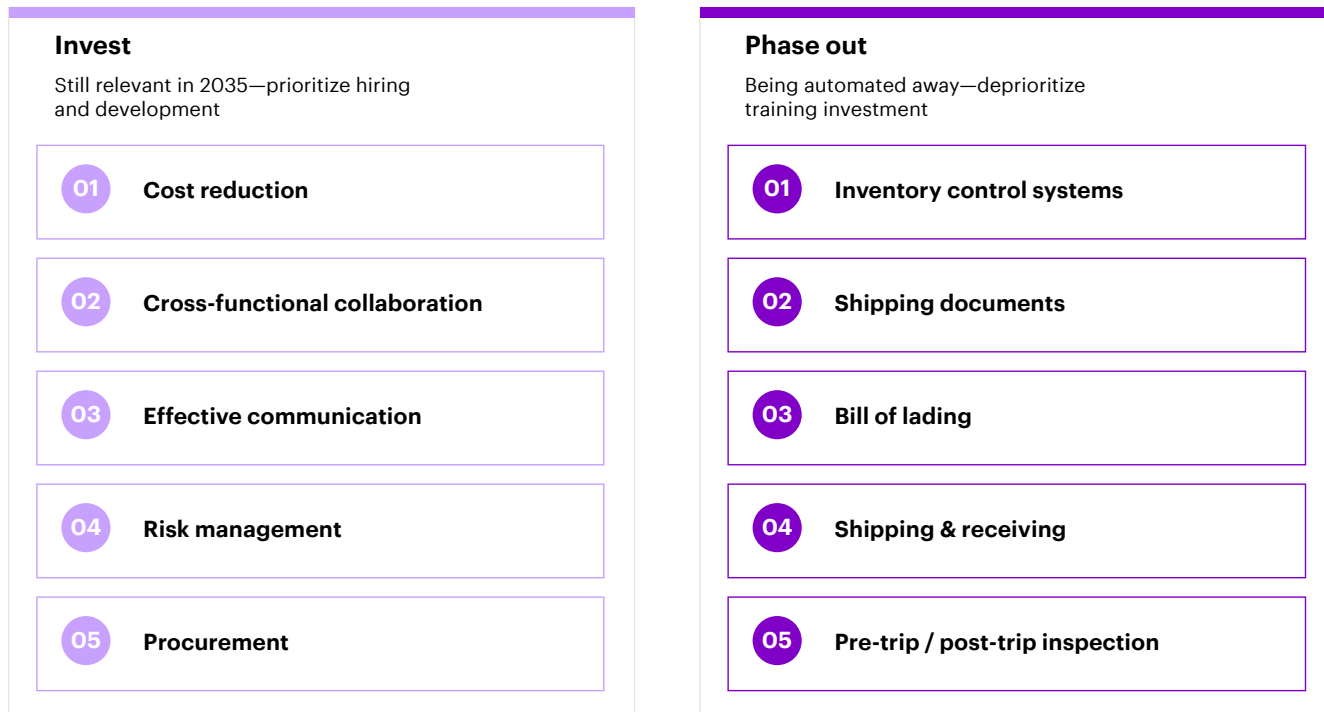 Invest
Still relevant in 2035—prioritize hiring
and development
01 Cost reduction
02 Cross-functional collaboration
03 Effective communication
04 Risk management
05 Procurement
Phase out
Being automated away—deprioritize
training investment
01 Inventory control systems
02 Shipping documents
03 Bill of lading
04 Shipping & receiving
05 Pre-trip / post-trip inspection